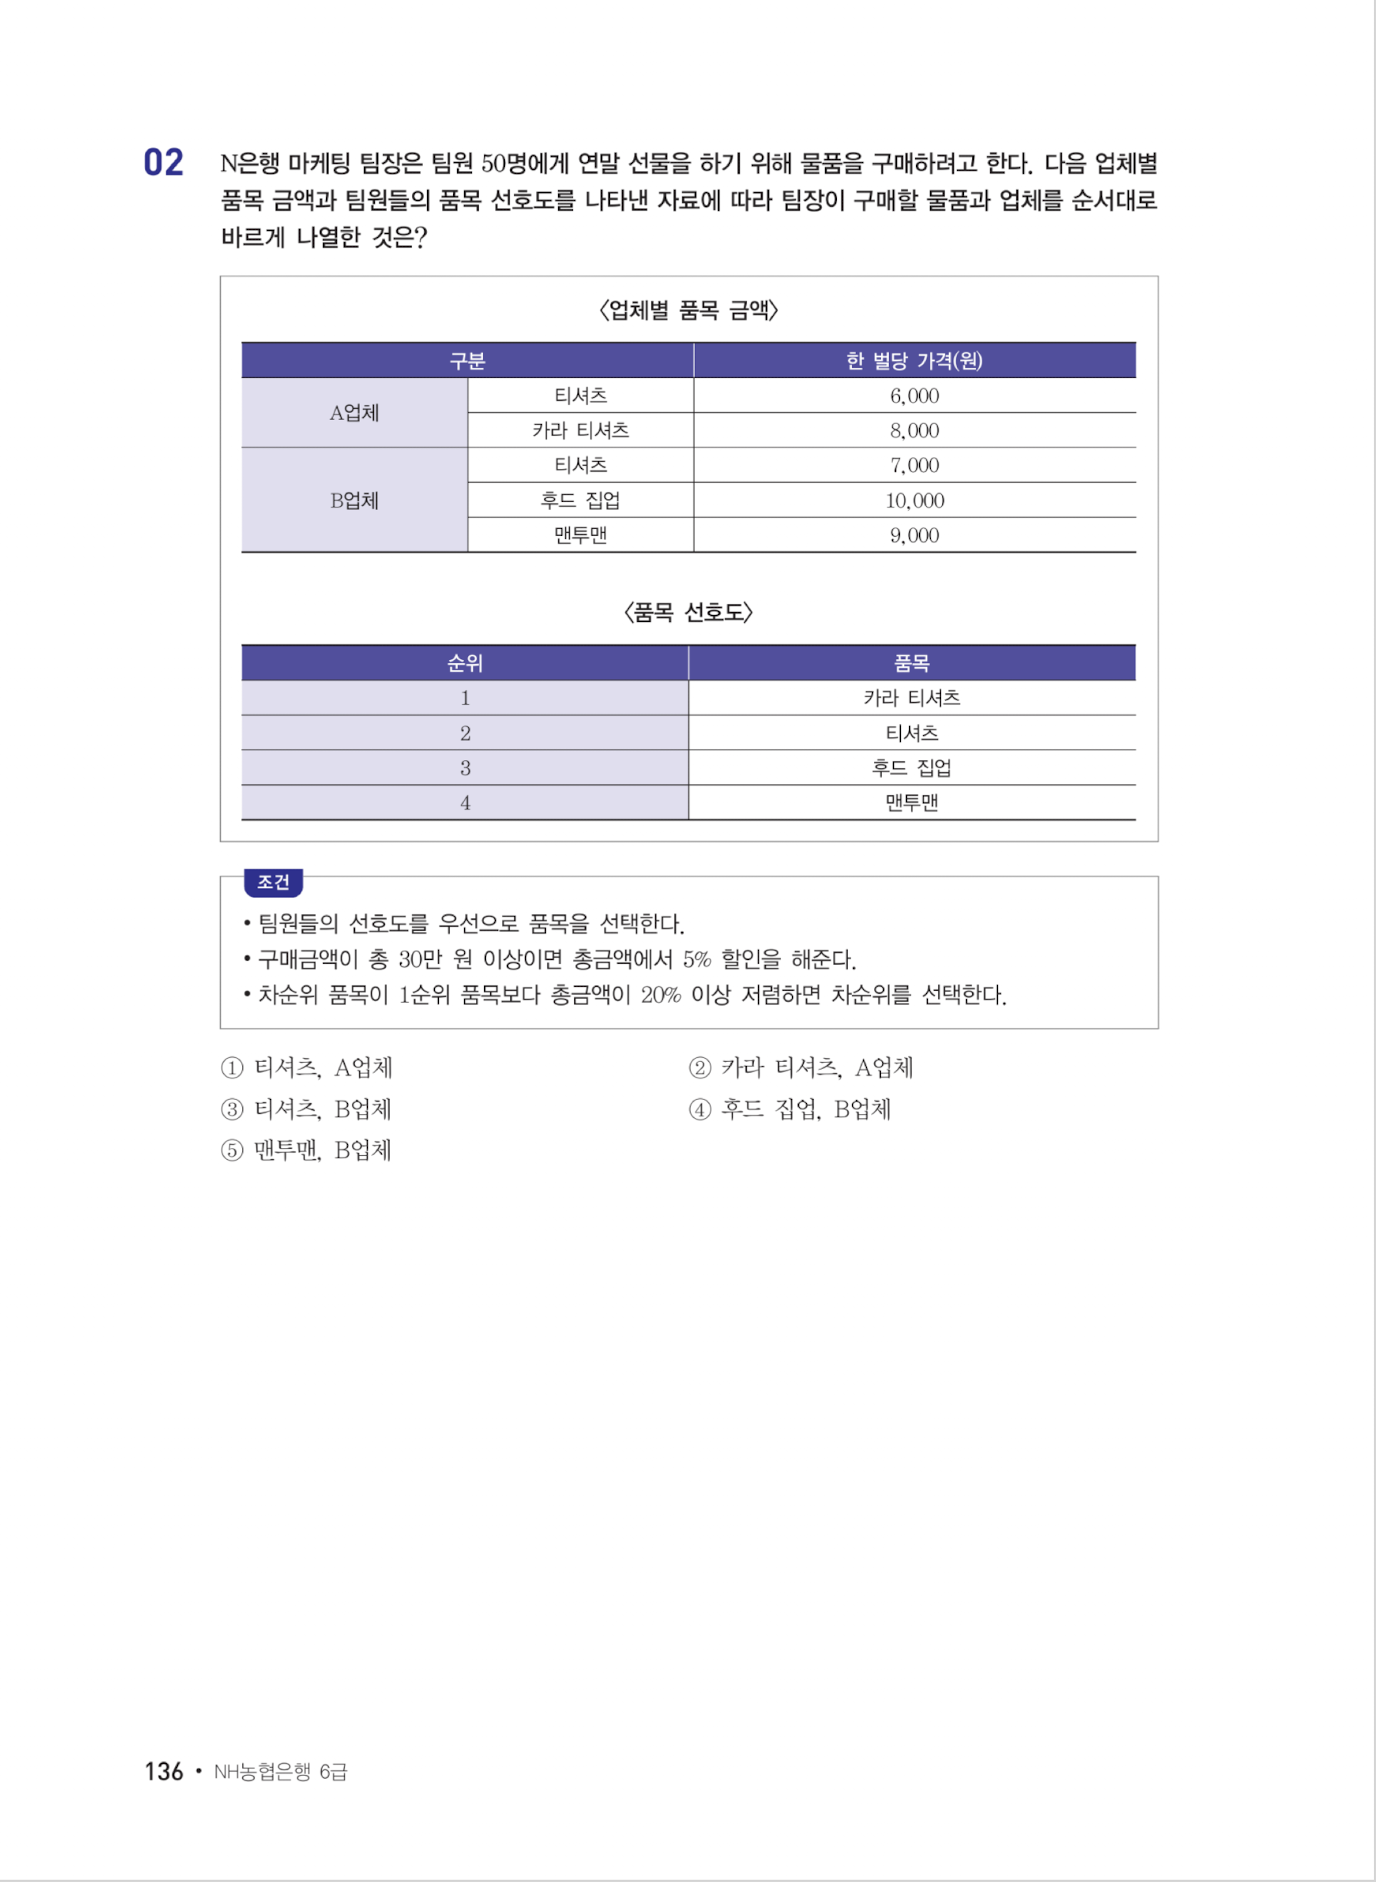 02
N은행 마케팅 팀장은 팀원 50명에게 연말 선물을 하기 위해 물품을 구매하려고 한다. 다음 업체별
품목 금액과 팀원들의 품목 선호도를 나타낸 자료에 따라 팀장이 구매할 물품과 업체를 순서대로
바르게 나열한 것은?
〈업체별 품목 금액〉
구분 한 벌당 가격(원)
A업체 티셔츠 6,000
카라 티셔츠 8,000
B업체 티셔츠 7,000
후드 집업 10,000
맨투맨 9,000
〈품목 선호도〉
순위 품목
1 카라 티셔츠
2 티셔츠
3 후드 집업
4 맨투맨
조건
• 팀원들의 선호도를 우선으로 품목을 선택한다.
• 구매금액이 총 30만 원 이상이면 총금액에서 5% 할인을 해준다.
• 차순위 품목이 1순위 품목보다 총금액이 20% 이상 저렴하면 차순위를 선택한다.
① 티셔츠, A업체 ② 카라 티셔츠, A업체
③ 티셔츠, B업체 ④ 후드 집업, B업체
⑤ 맨투맨, B업체
136 • NH농협은행 6급